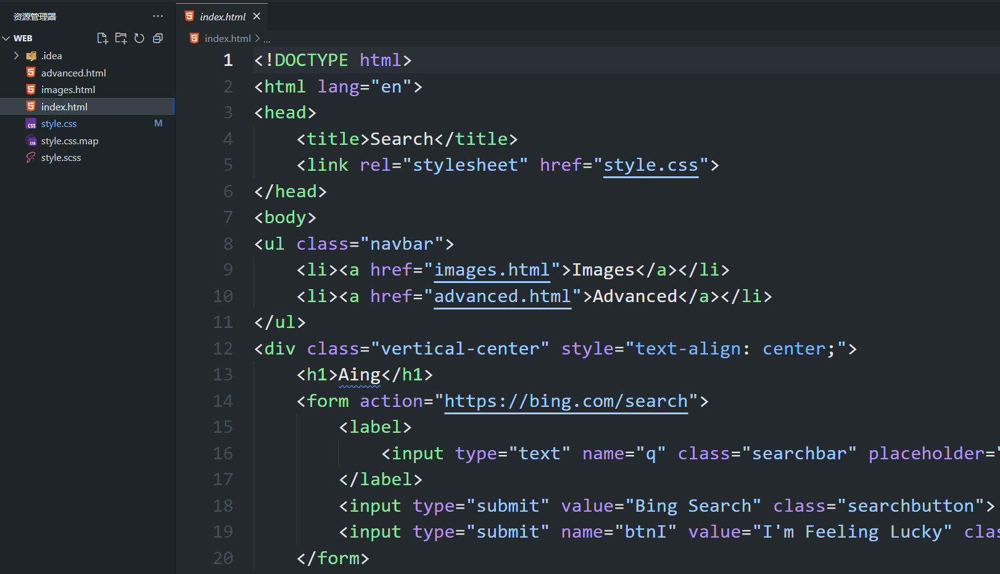 资源管理器
WEB
.idea
advanced.html
images.html
index.html
style.css M
style.css.map
style.scss
index.html
index.html > ...
1 <!DOCTYPE html>
2 <html lang="en">
3 <head>
4 <title>Search</title>
5 <link rel="stylesheet" href="style.css">
6 </head>
7 <body>
8 <ul class="navbar">
9 <li><a href="images.html">Images</a></li>
10 <li><a href="advanced.html">Advanced</a></li>
11 </ul>
12 <div class="vertical-center" style="text-align: center;">
13 <h1>Aing</h1>
14 <form action="https://bing.com/search">
15 <label>
16 <input type="text" name="q" class="searchbar" placeholder="
17 </label>
18 <input type="submit" value="Bing Search" class="searchbutton">
19 <input type="submit" name="btnI" value="I'm Feeling Lucky" clas
20 </form>